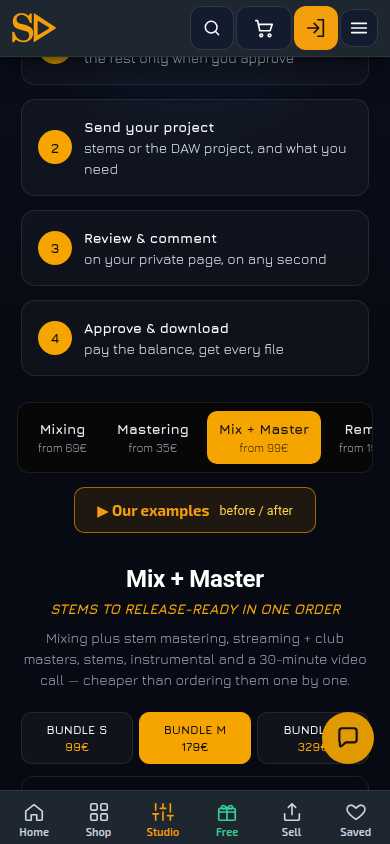 the rest only when you approve
2
Send your project
stems or the DAW project, and what you
need
3
Review & comment
on your private page, on any second
4
Approve & download
pay the balance, get every file
Mixing
from 69€
Mastering
from 35€
Mix + Master
from 99€
Rem
from 1
▶ Our examples before / after
Mix + Master
STEMS TO RELEASE-READY IN ONE ORDER
Mixing plus stem mastering, streaming + club
masters, stems, instrumental and a 30-minute video
call — cheaper than ordering them one by one.
BUNDLE S
99€
BUNDLE M
179€
BUNDL
329€
Home
Shop
Studio
Free
Sell
Saved